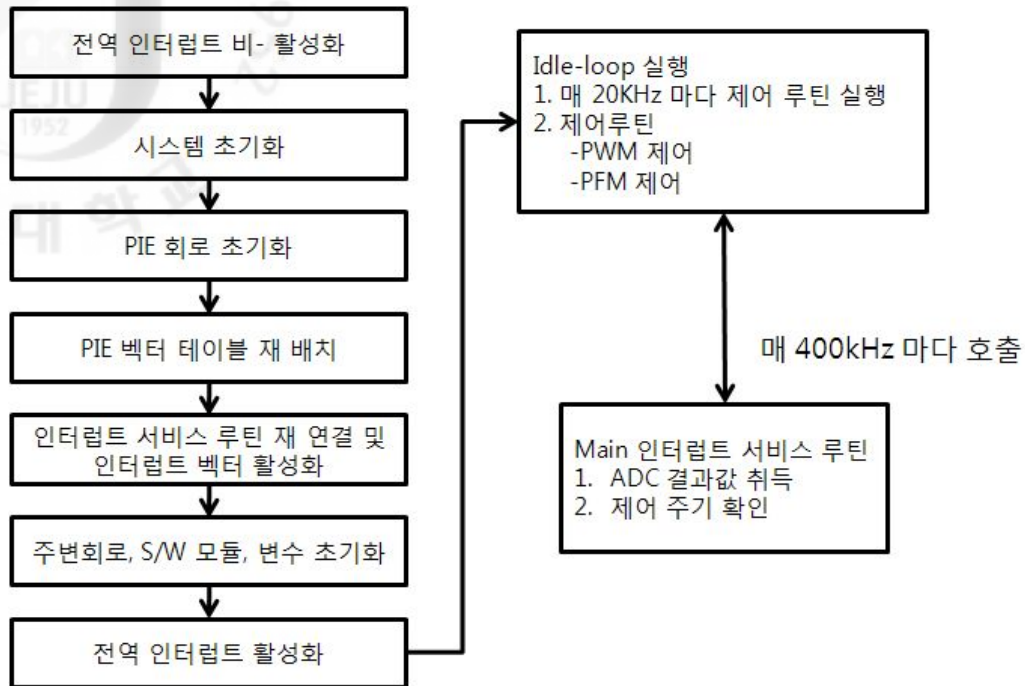 전역 인터럽트 비- 활성화
시스템 초기화
PIE 회로 초기화
PIE 벡터 테이블 재 배치
인터럽트 서비스 루틴 재 연결 및
인터럽트 벡터 활성화
주변회로, S/W 모듈, 변수 초기화
전역 인터럽트 활성화
Idle-loop 실행
1. 매 20KHz 마다 제어 루틴 실행
2. 제어루틴
-PWM 제어
-PFM 제어
매 400kHz 마다 호출
Main 인터럽트 서비스 루틴
1. ADC 결과값 취득
2. 제어 주기 확인
JEJU
1952
대학교